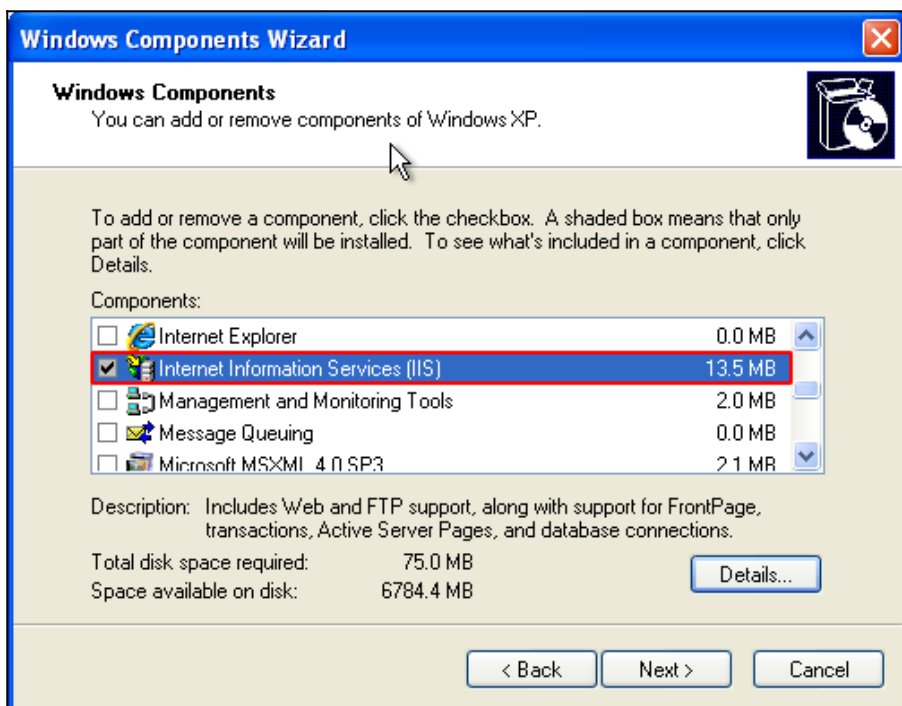 Windows Components Wizard
Windows Components
You can add or remove components of Windows XP.
To add or remove a component, click the checkbox. A shaded box means that only
part of the component will be installed. To see what's included in a component, click
Details.
Components:
Internet Explorer 0.0 MB
Internet Information Services (IIS) 13.5 MB
Management and Monitoring Tools 2.0 MB
Message Queuing 0.0 MB
Microsoft MSXML 4.0 SP3 2.1 MB
Description: Includes Web and FTP support, along with support for FrontPage,
transactions, Active Server Pages, and database connections.
Total disk space required: 75.0 MB
Space available on disk: 6784.4 MB
Details...
< Back Next > Cancel